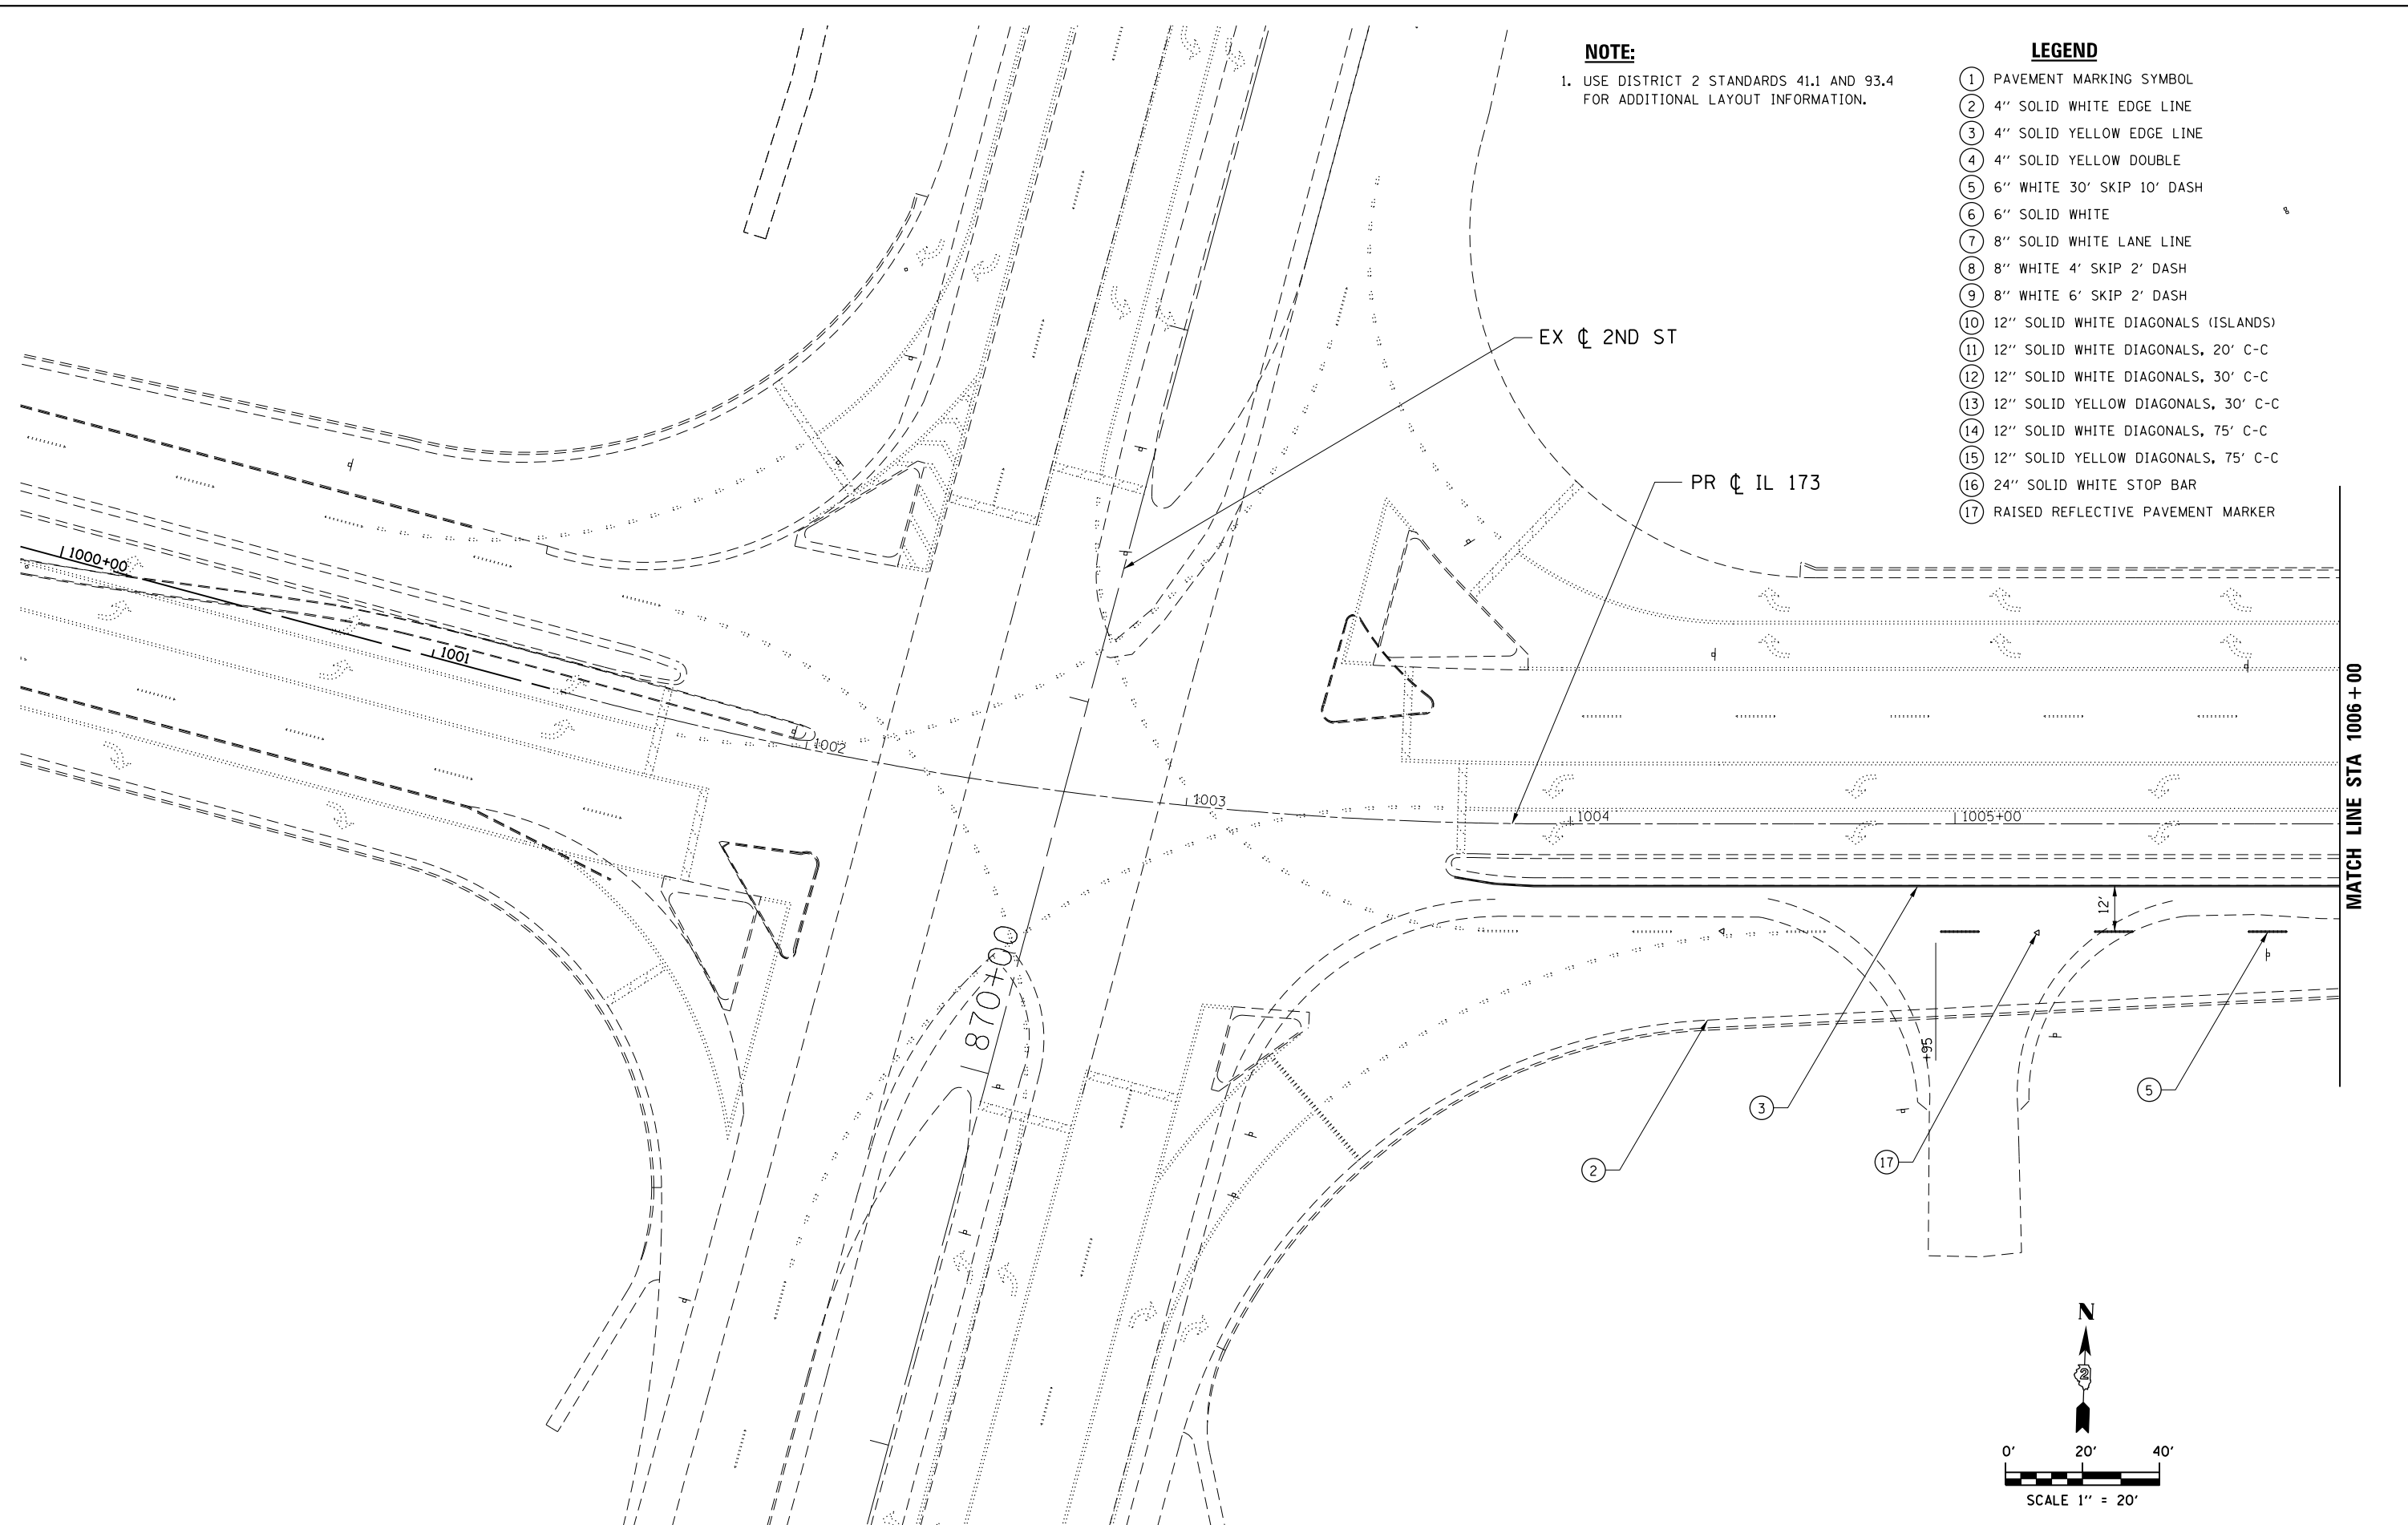 NOTE:
1. USE DISTRICT 2 STANDARDS 41.1 AND 93.4
FOR ADDITIONAL LAYOUT INFORMATION.
LEGEND
1 PAVEMENT MARKING SYMBOL
2 4'' SOLID WHITE EDGE LINE
3 4'' SOLID YELLOW EDGE LINE
4 4'' SOLID YELLOW DOUBLE
5 6'' WHITE 30' SKIP 10' DASH
6 6'' SOLID WHITE
7 8'' SOLID WHITE LANE LINE
8 8'' WHITE 4' SKIP 2' DASH
9 8'' WHITE 6' SKIP 2' DASH
10 12'' SOLID WHITE DIAGONALS (ISLANDS)
11 12'' SOLID WHITE DIAGONALS, 20' C-C
12 12'' SOLID WHITE DIAGONALS, 30' C-C
13 12'' SOLID YELLOW DIAGONALS, 30' C-C
14 12'' SOLID WHITE DIAGONALS, 75' C-C
15 12'' SOLID YELLOW DIAGONALS, 75' C-C
16 24'' SOLID WHITE STOP BAR
17 RAISED REFLECTIVE PAVEMENT MARKER
EX ℄ 2ND ST
PR ℄ IL 173
1000+00
1001
1002
1003
1004
1005+00
MATCH LINE STA 1006+00
12'
870+00
+95
5
3
17
2
N
2
0' 20' 40'
SCALE 1'' = 20'